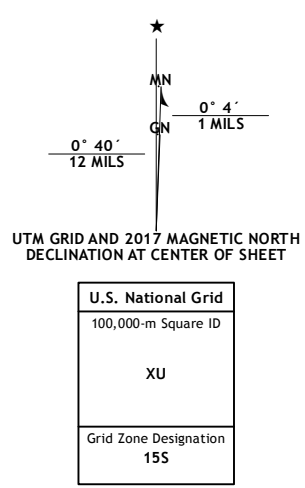 ★
MN
0° 4´
1 MILS
GN
0° 40´
12 MILS
UTM GRID AND 2017 MAGNETIC NORTH
DECLINATION AT CENTER OF SHEET
U.S. National Grid
100,000-m Square ID
XU
Grid Zone Designation
15S